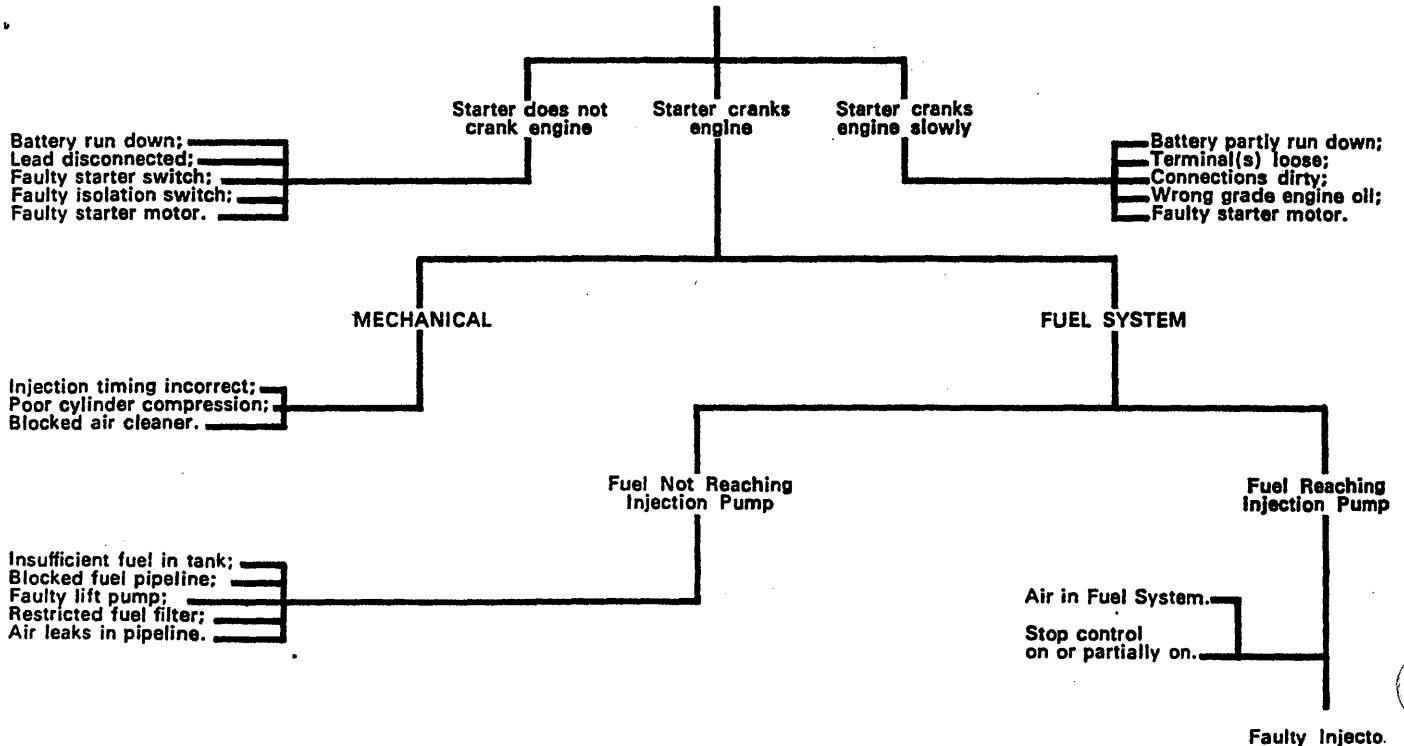 Starter does not
crank engine
Starter cranks
engine
Starter cranks
engine slowly
Battery run down;
Lead disconnected;
Faulty starter switch;
Faulty isolation switch;
Faulty starter motor.
Battery partly run down;
Terminal(s) loose;
Connections dirty;
Wrong grade engine oil;
Faulty starter motor.
MECHANICAL
FUEL SYSTEM
Injection timing incorrect;
Poor cylinder compression;
Blocked air cleaner.
Fuel Not Reaching
Injection Pump
Fuel Reaching
Injection Pump
Insufficient fuel in tank;
Blocked fuel pipeline;
Faulty lift pump;
Restricted fuel filter;
Air leaks in pipeline.
Air in Fuel System.
Stop control
on or partially on.
Faulty Injecto.